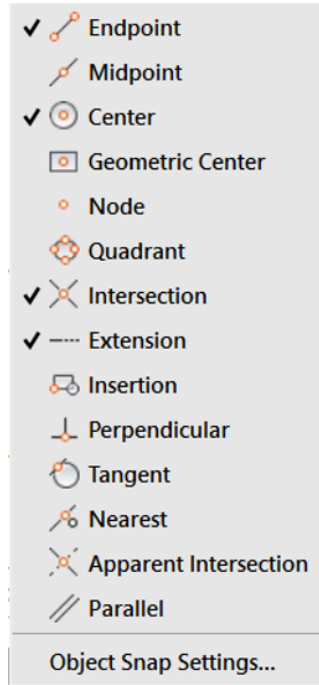 Endpoint
Midpoint
Center
Geometric Center
Node
Quadrant
Intersection
Extension
Insertion
Perpendicular
Tangent
Nearest
Apparent Intersection
Parallel
Object Snap Settings...